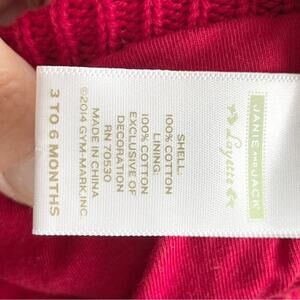 JANIE AND JACK
Layette
SHELL:
100% COTTON
LINING:
100% COTTON
EXCLUSIVE OF
DECORATION
RN 70530
MADE IN CHINA
©2014 GYM-MARK,INC
3 TO 6 MONTHS